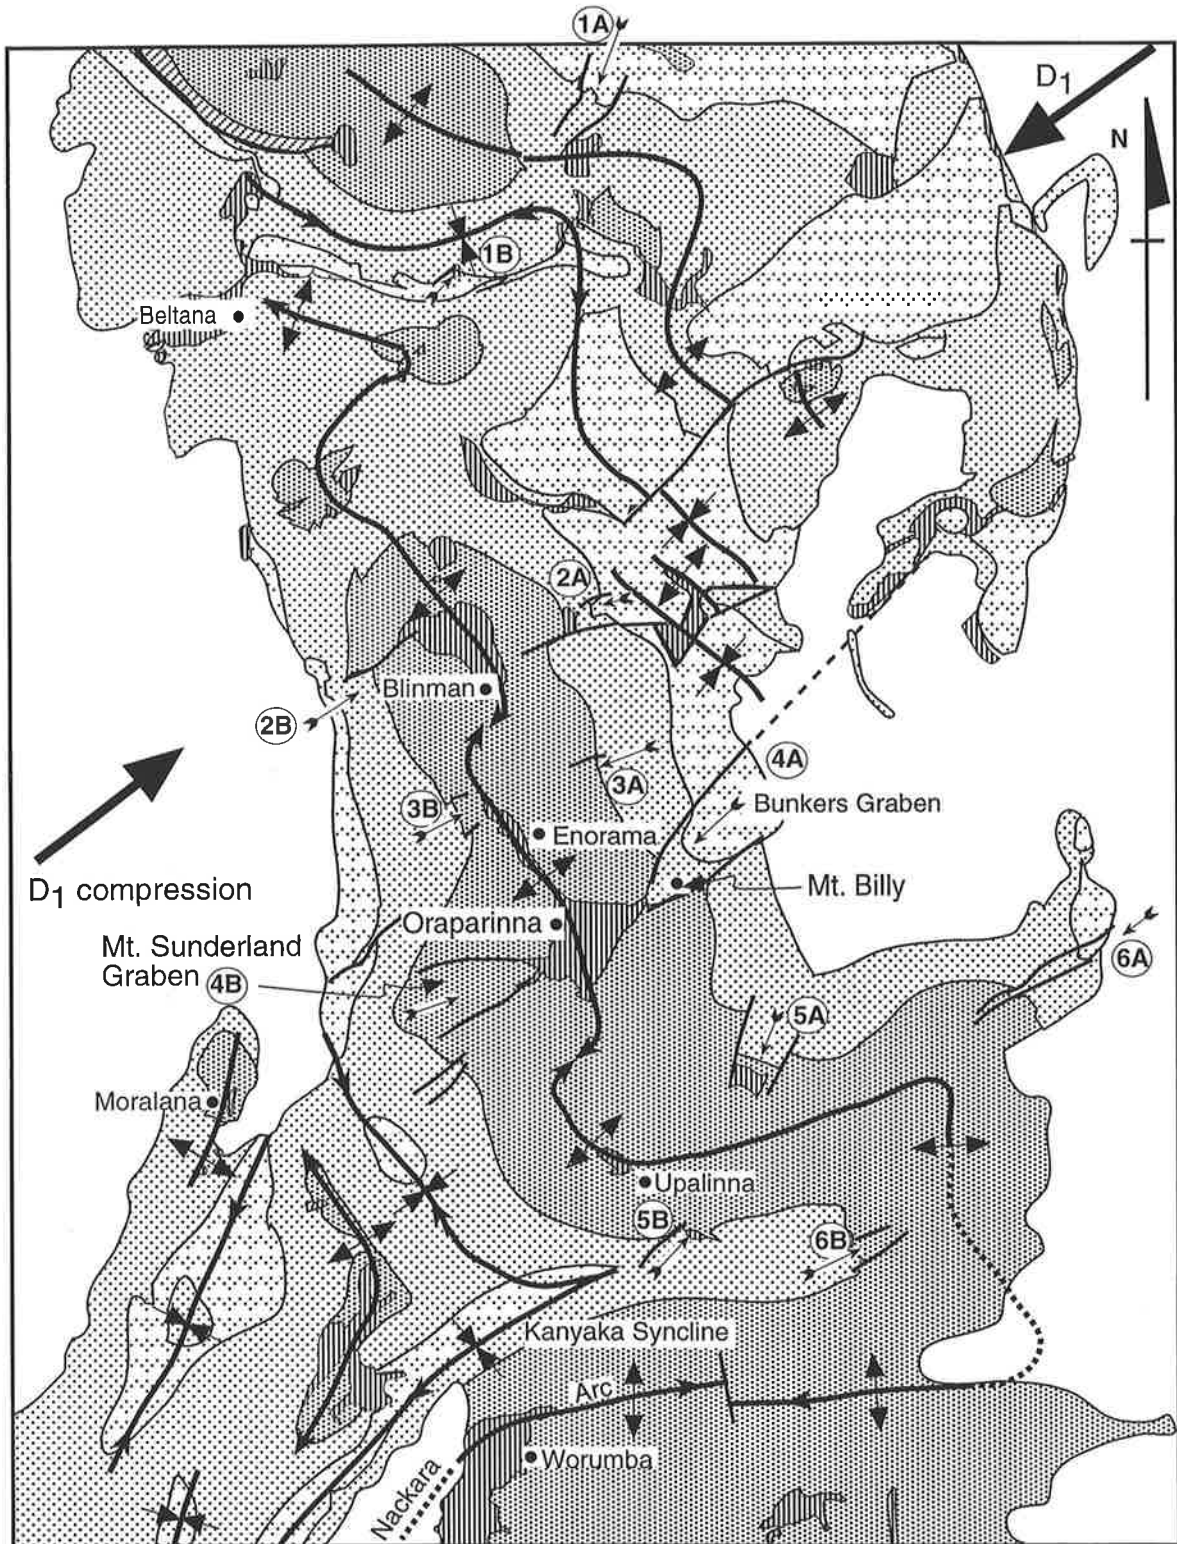 1A
D1
N
1B
Beltana
2A
Blinman
2B
4A
3A
Bunkers Graben
3B
Enorama
D1 compression
Mt. Billy
Oraparinna
Mt. Sunderland
Graben
4B
6A
5A
Moralana
Upalinna
5B
6B
Kanyaka Syncline
Arc
Worumba
Nackara